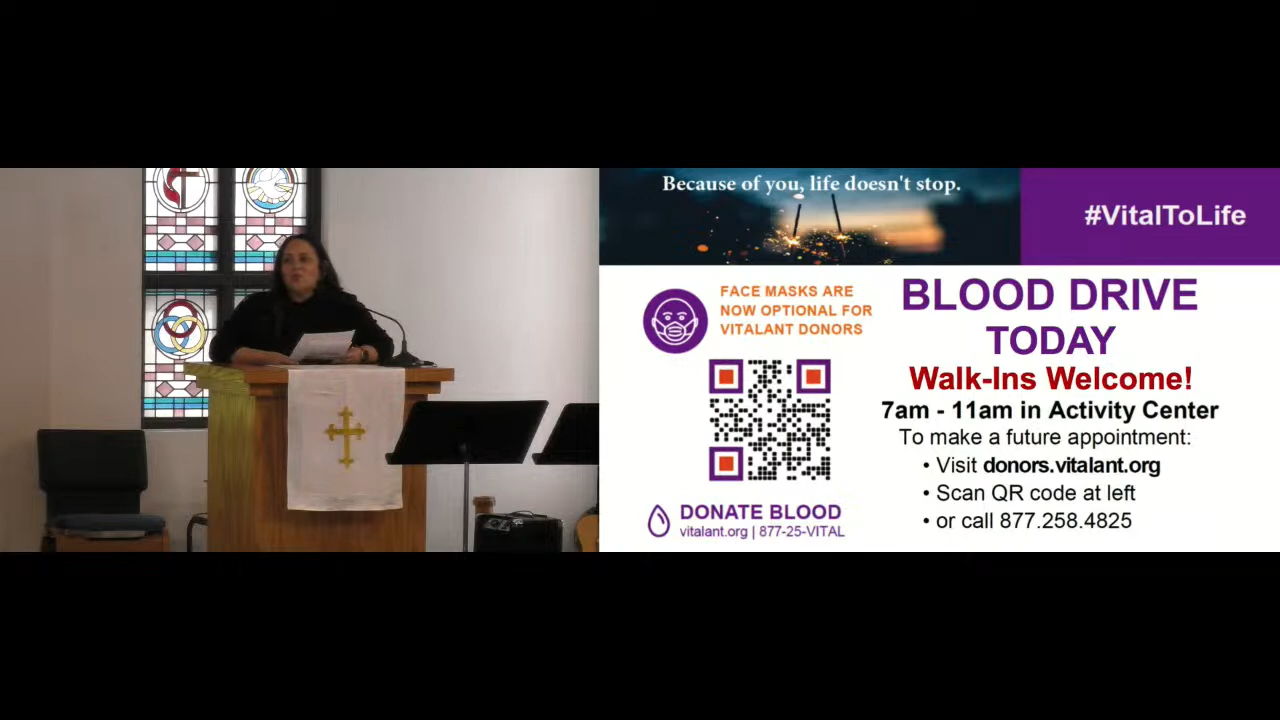 Because of you, life doesn't stop.
#VitalToLife
FACE MASKS ARE
NOW OPTIONAL FOR
VITALANT DONORS
BLOOD DRIVE
TODAY
Walk-Ins Welcome!
7am - 11am in Activity Center
To make a future appointment:
• Visit donors.vitalant.org
• Scan QR code at left
• or call 877.258.4825
DONATE BLOOD
vitalant.org | 877-25-VITAL